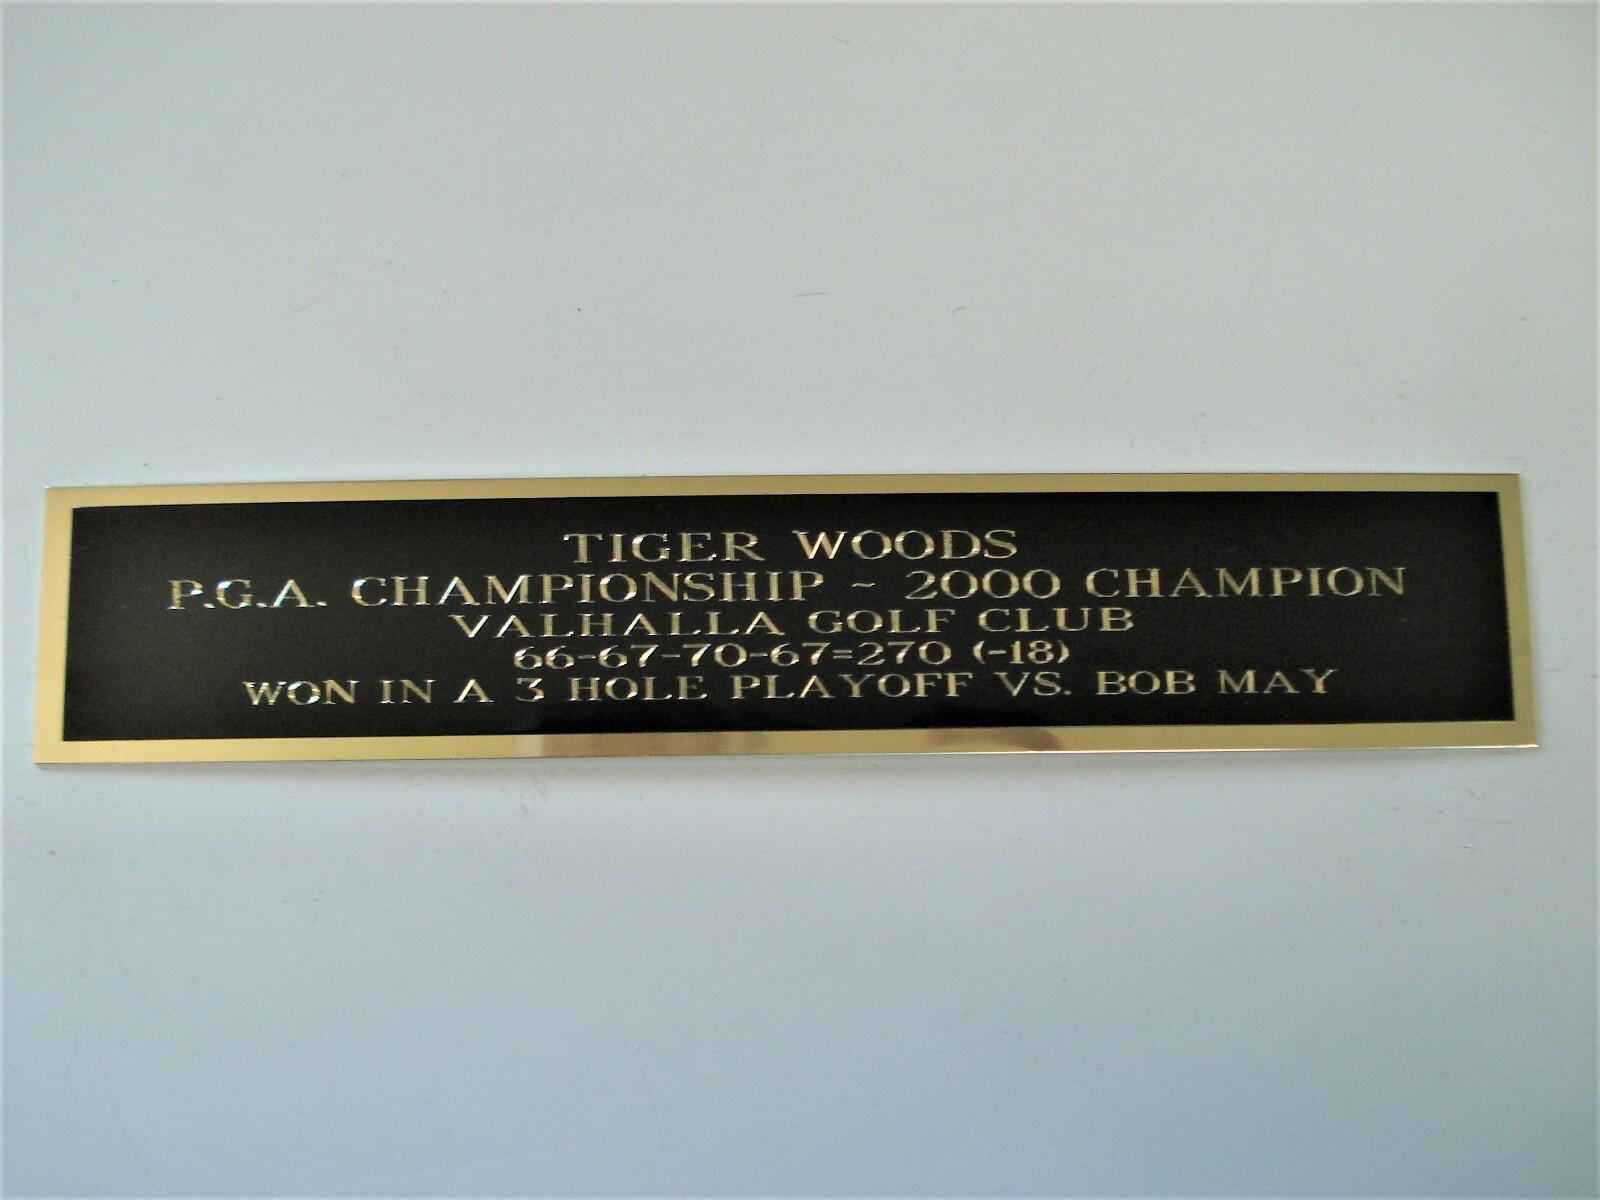 TIGER WOODS
P.G.A. CHAMPIONSHIP ~ 2000 CHAMPION
VALHALLA GOLF CLUB
66-67-70-67=270 (-18)
WON IN A 3 HOLE PLAYOFF VS. BOB MAY